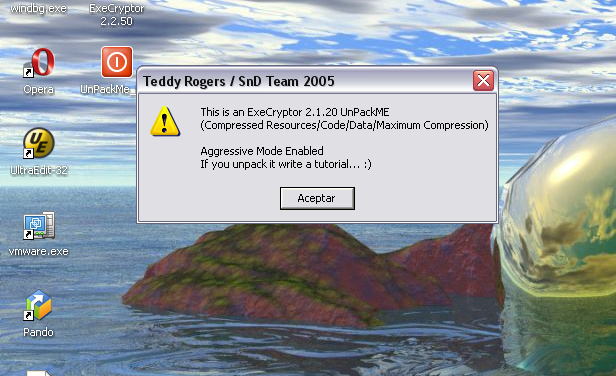 windbg.exe
ExeCryptor
2.2.50
Opera
UnPackME_
Teddy Rogers / SnD Team 2005
This is an ExeCryptor 2.1.20 UnPackME
(Compressed Resources/Code/Data/Maximum Compression)
Aggressive Mode Enabled
If you unpack it write a tutorial... :)
Aceptar
UltraEdit-32
vmware.exe
Pando